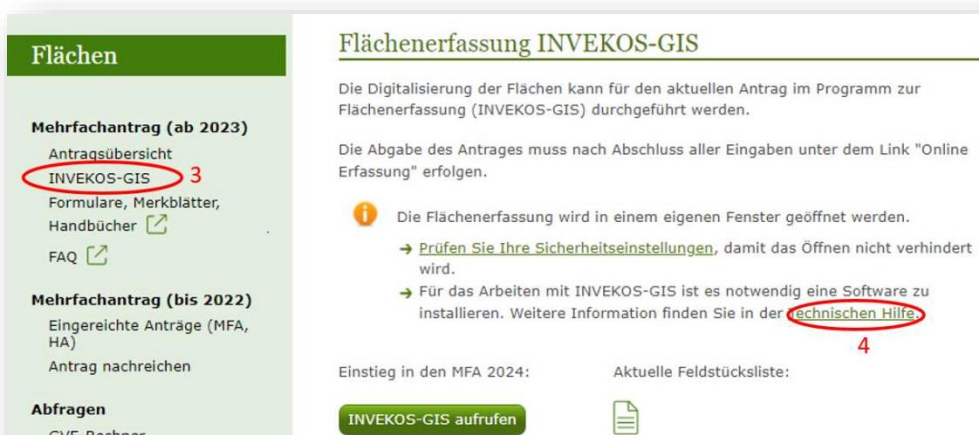 Flächen
Mehrfachantrag (ab 2023)
Antragsübersicht
INVEKOS-GIS 3
Formulare, Merkblätter,
Handbücher
FAQ
Mehrfachantrag (bis 2022)
Eingereichte Anträge (MFA,
HA)
Antrag nachreichen
Abfragen
Flächenerfassung INVEKOS-GIS
Die Digitalisierung der Flächen kann für den aktuellen Antrag im Programm zur
Flächenerfassung (INVEKOS-GIS) durchgeführt werden.
Die Abgabe des Antrages muss nach Abschluss aller Eingaben unter dem Link "Online
Erfassung" erfolgen.
Die Flächenerfassung wird in einem eigenen Fenster geöffnet werden.
Prüfen Sie Ihre Sicherheitseinstellungen, damit das Öffnen nicht verhindert
wird.
Für das Arbeiten mit INVEKOS-GIS ist es notwendig eine Software zu
installieren. Weitere Information finden Sie in der Technischen Hilfe.
4
Einstieg in den MFA 2024:
Aktuelle Feldstücksliste:
INVEKOS-GIS aufrufen